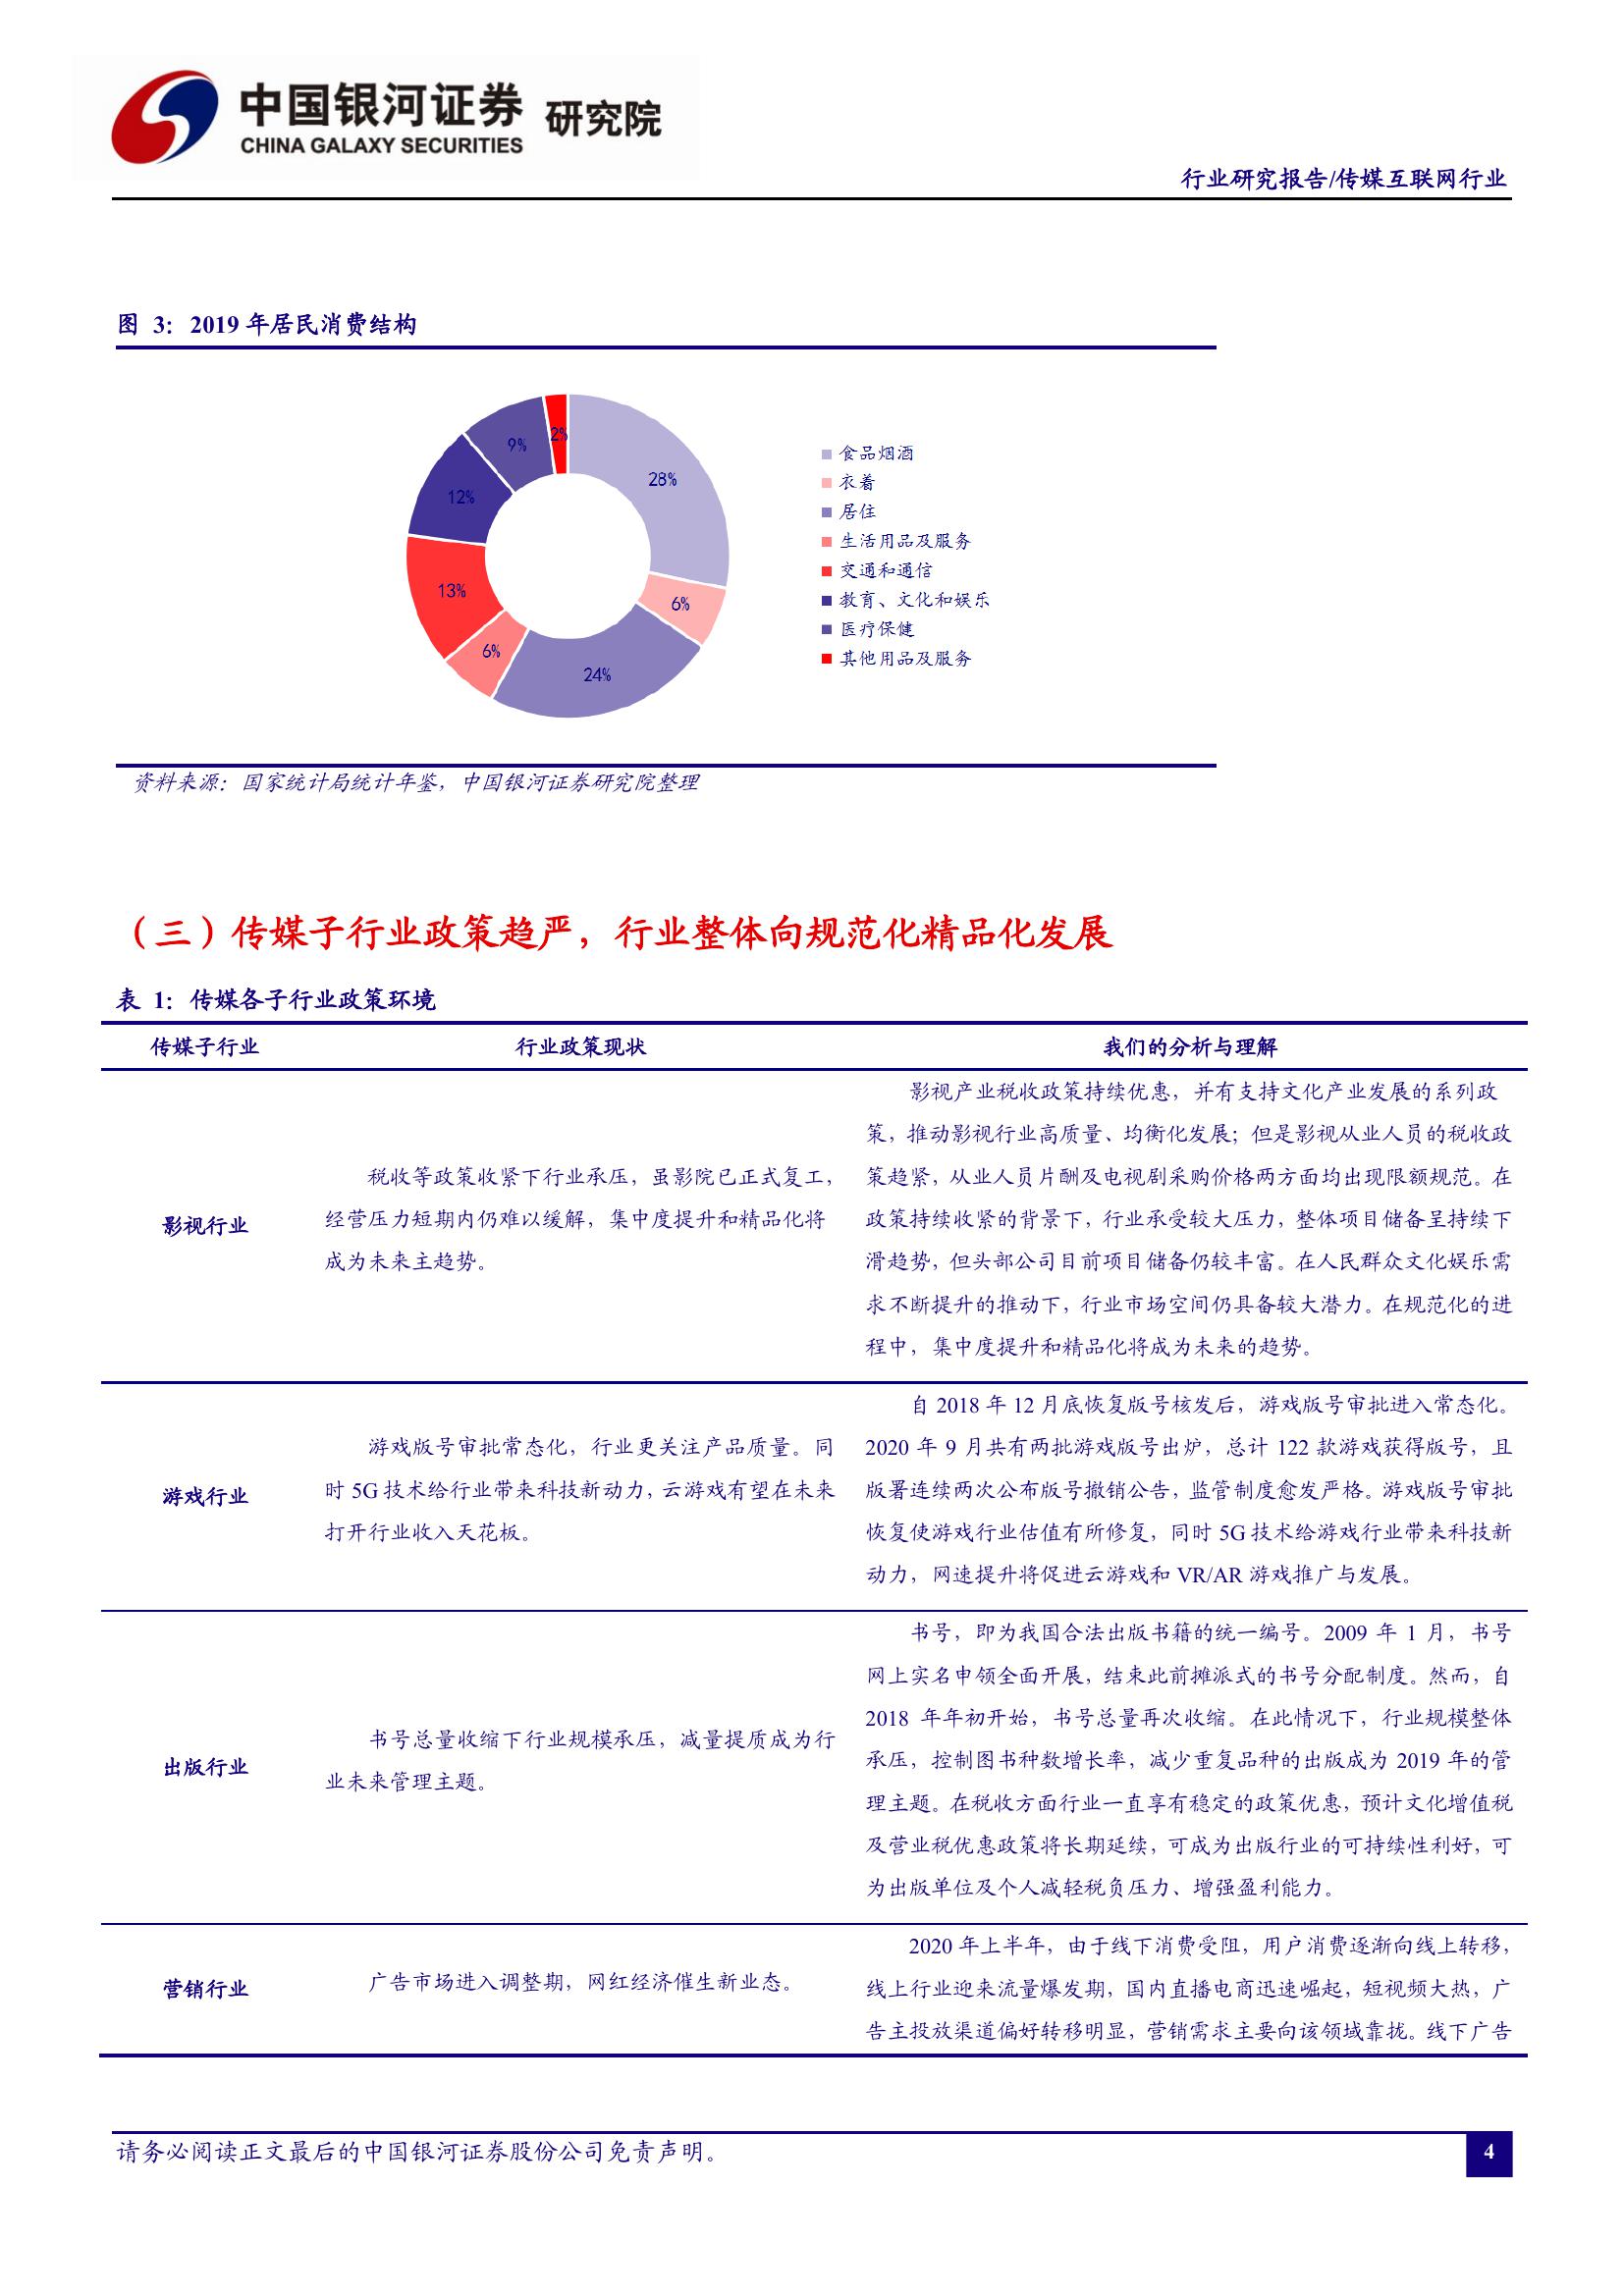 中国银河证券 研究院
CHINA GALAXY SECURITIES
行业研究报告/传媒互联网行业
图 3：2019 年居民消费结构
28%
6%
24%
6%
13%
12%
9%
2%
食品烟酒
衣着
居住
生活用品及服务
交通和通信
教育、文化和娱乐
医疗保健
其他用品及服务
资料来源：国家统计局统计年鉴，中国银河证券研究院整理
（三）传媒子行业政策趋严，行业整体向规范化精品化发展
表 1：传媒各子行业政策环境
传媒子行业 行业政策现状 我们的分析与理解
影视行业
税收等政策收紧下行业承压，虽影院已正式复工，
经营压力短期内仍难以缓解，集中度提升和精品化将
成为未来主趋势。
影视产业税收政策持续优惠，并有支持文化产业发展的系列政
策，推动影视行业高质量、均衡化发展；但是影视从业人员的税收政
策趋紧，从业人员片酬及电视剧采购价格两方面均出现限额规范。在
政策持续收紧的背景下，行业承受较大压力，整体项目储备呈持续下
滑趋势，但头部公司目前项目储备仍较丰富。在人民群众文化娱乐需
求不断提升的推动下，行业市场空间仍具备较大潜力。在规范化的进
程中，集中度提升和精品化将成为未来的趋势。
游戏行业
游戏版号审批常态化，行业更关注产品质量。同
时 5G 技术给行业带来科技新动力，云游戏有望在未来
打开行业收入天花板。
自 2018 年 12 月底恢复版号核发后，游戏版号审批进入常态化。
2020 年 9 月共有两批游戏版号出炉，总计 122 款游戏获得版号，且
版署连续两次公布版号撤销公告，监管制度愈发严格。游戏版号审批
恢复使游戏行业估值有所修复，同时 5G 技术给游戏行业带来科技新
动力，网速提升将促进云游戏和 VR/AR 游戏推广与发展。
出版行业
书号总量收缩下行业规模承压，减量提质成为行
业未来管理主题。
书号，即为我国合法出版书籍的统一编号。2009 年 1 月，书号
网上实名申领全面开展，结束此前摊派式的书号分配制度。然而，自
2018 年年初开始，书号总量再次收缩。在此情况下，行业规模整体
承压，控制图书种数增长率，减少重复品种的出版成为 2019 年的管
理主题。在税收方面行业一直享有稳定的政策优惠，预计文化增值税
及营业税优惠政策将长期延续，可成为出版行业的可持续性利好，可
为出版单位及个人减轻税负压力、增强盈利能力。
营销行业
广告市场进入调整期，网红经济催生新业态。
2020 年上半年，由于线下消费受阻，用户消费逐渐向线上转移，
线上行业迎来流量爆发期，国内直播电商迅速崛起，短视频大热，广
告主投放渠道偏好转移明显，营销需求主要向该领域靠拢。线下广告
请务必阅读正文最后的中国银河证券股份公司免责声明。
4